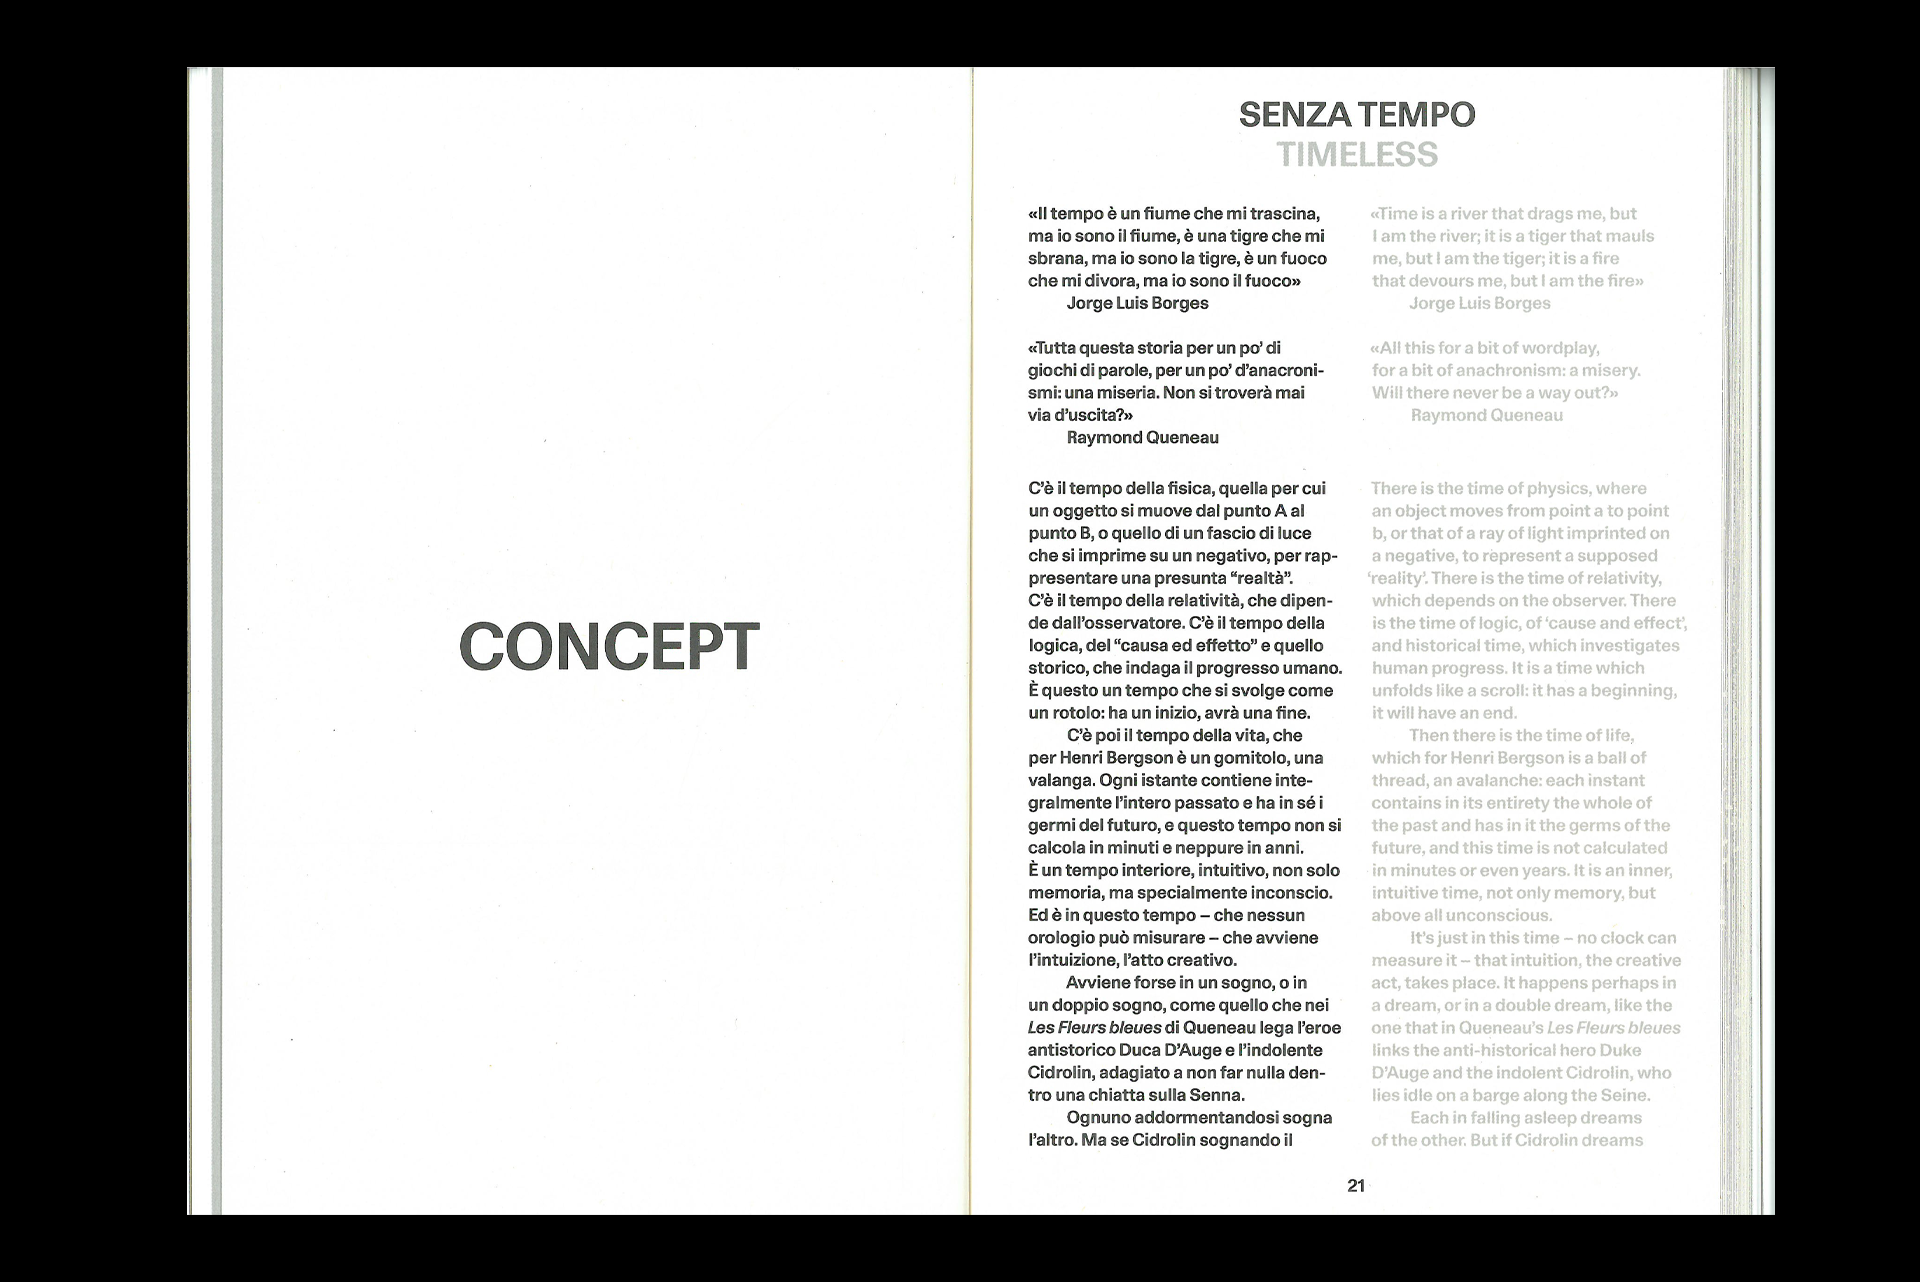 CONCEPT
SENZA TEMPO
TIMELESS
«Il tempo è un fiume che mi trascina,
ma io sono il fiume, è una tigre che mi
sbrana, ma io sono la tigre, è un fuoco
che mi divora, ma io sono il fuoco»
Jorge Luis Borges
«Tutta questa storia per un po’ di
giochi di parole, per un po’ d’anacroni-
smi: una miseria. Non si troverà mai
via d’uscita?»
Raymond Queneau
C’è il tempo della fisica, quella per cui
un oggetto si muove dal punto A al
punto B, o quello di un fascio di luce
che si imprime su un negativo, per rap-
presentare una presunta “realtà”.
C’è il tempo della relatività, che dipen-
de dall’osservatore. C’è il tempo della
logica, del “causa ed effetto” e quello
storico, che indaga il progresso umano.
È questo un tempo che si svolge come
un rotolo: ha un inizio, avrà una fine.
C’è poi il tempo della vita, che
per Henri Bergson è un gomitolo, una
valanga. Ogni istante contiene inte-
gralmente l’intero passato e ha in sé i
germi del futuro, e questo tempo non si
calcola in minuti e neppure in anni.
È un tempo interiore, intuitivo, non solo
memoria, ma specialmente inconscio.
Ed è in questo tempo – che nessun
orologio può misurare – che avviene
l’intuizione, l’atto creativo.
Avviene forse in un sogno, o in
un doppio sogno, come quello che nei
Les Fleurs bleues di Queneau lega l’eroe
antistorico Duca D’Auge e l’indolente
Cidrolin, adagiato a non far nulla den-
tro una chiatta sulla Senna.
Ognuno addormentandosi sogna
l’altro. Ma se Cidrolin sognando il
«Time is a river that drags me, but
I am the river; it is a tiger that mauls
me, but I am the tiger; it is a fire
that devours me, but I am the fire»
Jorge Luis Borges
«All this for a bit of wordplay,
for a bit of anachronism: a misery.
Will there never be a way out?»
Raymond Queneau
There is the time of physics, where
an object moves from point a to point
b, or that of a ray of light imprinted on
a negative, to represent a supposed
‘reality’. There is the time of relativity,
which depends on the observer. There
is the time of logic, of ‘cause and effect’,
and historical time, which investigates
human progress. It is a time which
unfolds like a scroll: it has a beginning,
it will have an end.
Then there is the time of life,
which for Henri Bergson is a ball of
thread, an avalanche: each instant
contains in its entirety the whole of
the past and has in it the germs of the
future, and this time is not calculated
in minutes or even years. It is an inner,
intuitive time, not only memory, but
above all unconscious.
It’s just in this time – no clock can
measure it – that intuition, the creative
act, takes place. It happens perhaps in
a dream, or in a double dream, like the
one that in Queneau’s Les Fleurs bleues
links the anti-historical hero Duke
D’Auge and the indolent Cidrolin, who
lies idle on a barge along the Seine.
Each in falling asleep dreams
of the other. But if Cidrolin dreams
21